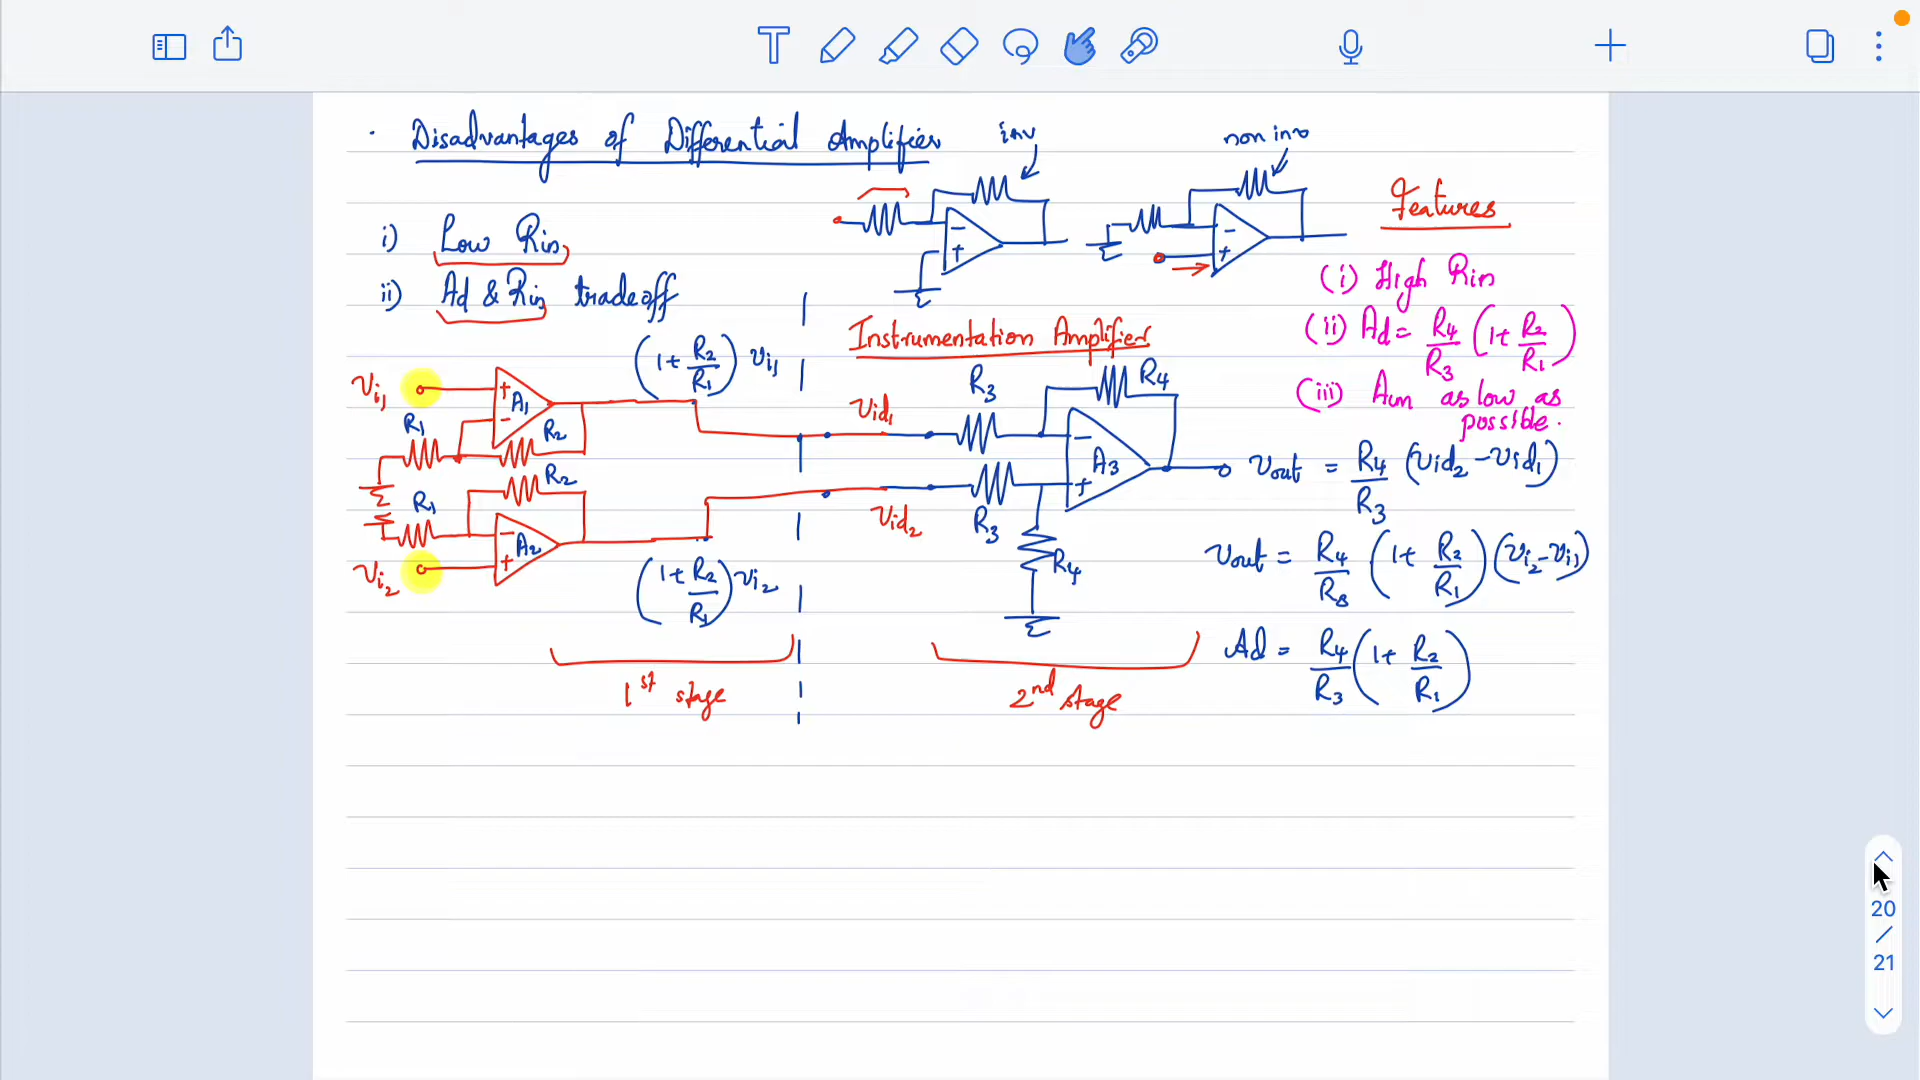 · Disadvantages of Differential Amplifier
inv
non inv
Features
i) Low Rin
ii) Ad & Rin tradeoff
(i) High Rin
(ii) Ad = R4/R3 (1 + R2/R1)
(iii) Acm as low as possible.
Instrumentation Amplifier
(1 + R2/R1) vi1
vi1
A1
R1
R2
R2
R1
A2
vi2
(1 + R2/R1) vi2
vid1
vid2
R3
R4
R3
A3
R4
vout = R4/R3 (vid2 - vid1)
vout = R4/R3 (1 + R2/R1) (vi2 - vi1)
Ad = R4/R3 (1 + R2/R1)
1st stage
2nd stage
20
/
21